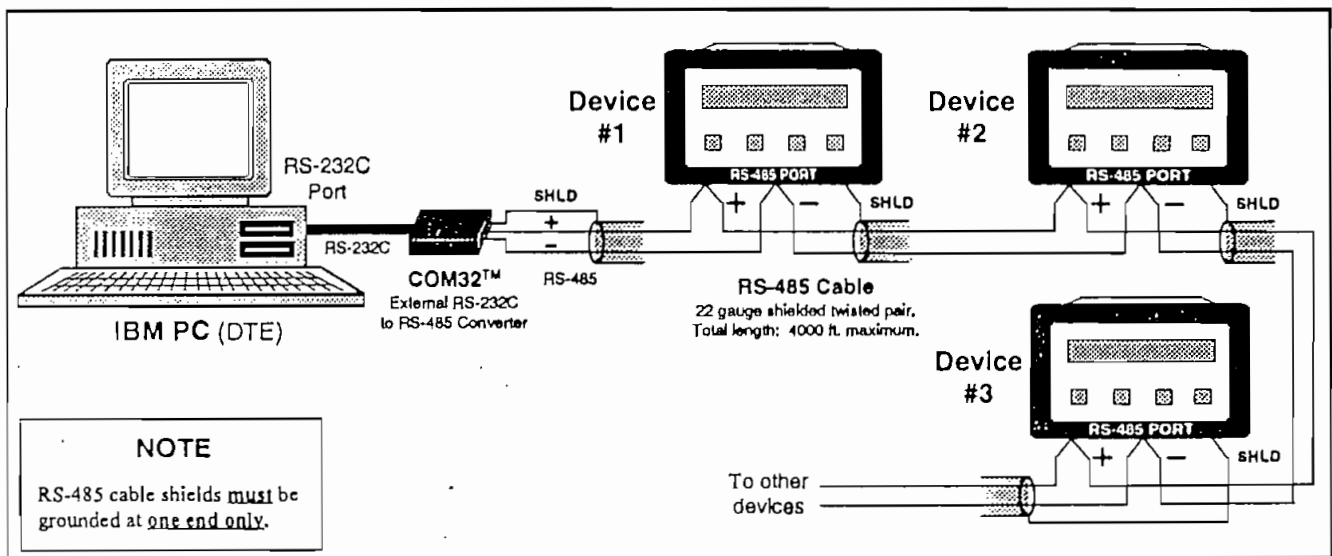 RS-232C
Port
RS-232C
IBM PC (DTE)
COM32™
External RS-232C
to RS-485 Converter
SHLD
+
-
RS-485
Device
#1
RS-485 PORT
+
-
SHLD
RS-485 Cable
22 gauge shielded twisted pair.
Total length: 4000 ft. maximum.
Device
#2
RS-485 PORT
+
-
SHLD
Device
#3
RS-485 PORT
+
-
SHLD
To other
devices
NOTE
RS-485 cable shields must be
grounded at one end only.